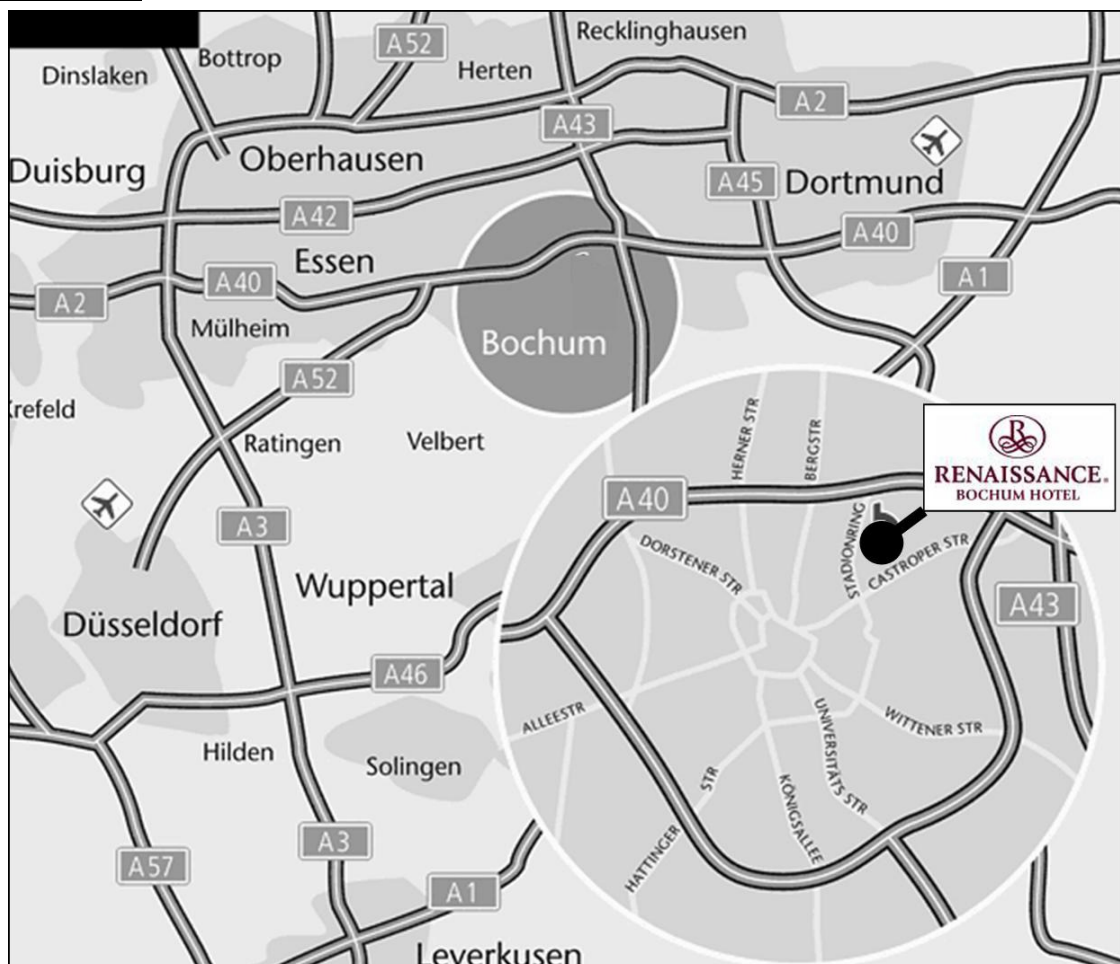 Recklinghausen
A52
Bottrop
Herten
Dinslaken
A2
A43
Oberhausen
Duisburg
A45
Dortmund
A42
A40
Essen
A40
A1
A2
Mülheim
Bochum
A52
Krefeld
Ratingen
Velbert
HERNER STR
BERGSTR
RENAISSANCE®
BOCHUM HOTEL
A40
A3
STADIONRING
DORSTENER STR
CASTROPER STR
Wuppertal
A43
Düsseldorf
A46
ALLEESTR
UNIVERSITÄTS STR
WITTENER STR
Hilden
Solingen
HATTINGER STR
KÖNIGSALLEE
A3
A57
A1
Leverkusen